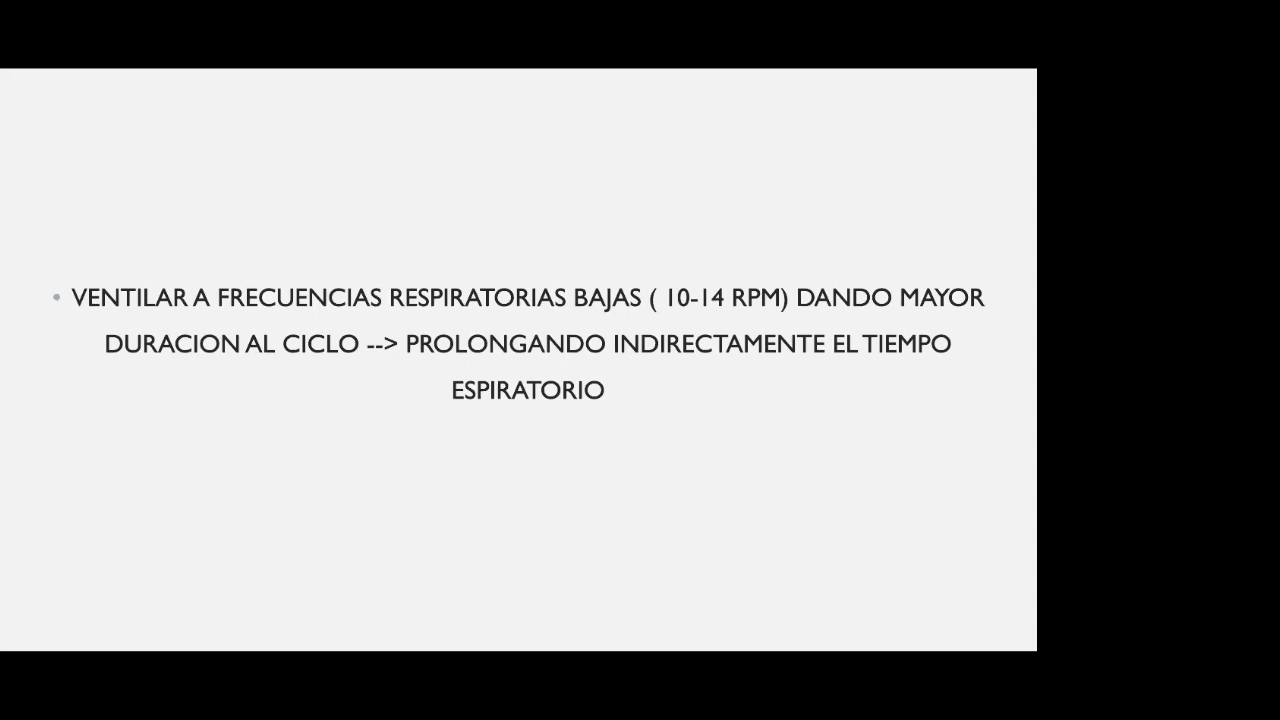 • VENTILAR A FRECUENCIAS RESPIRATORIAS BAJAS ( 10-14 RPM) DANDO MAYOR
DURACION AL CICLO --> PROLONGANDO INDIRECTAMENTE EL TIEMPO
ESPIRATORIO